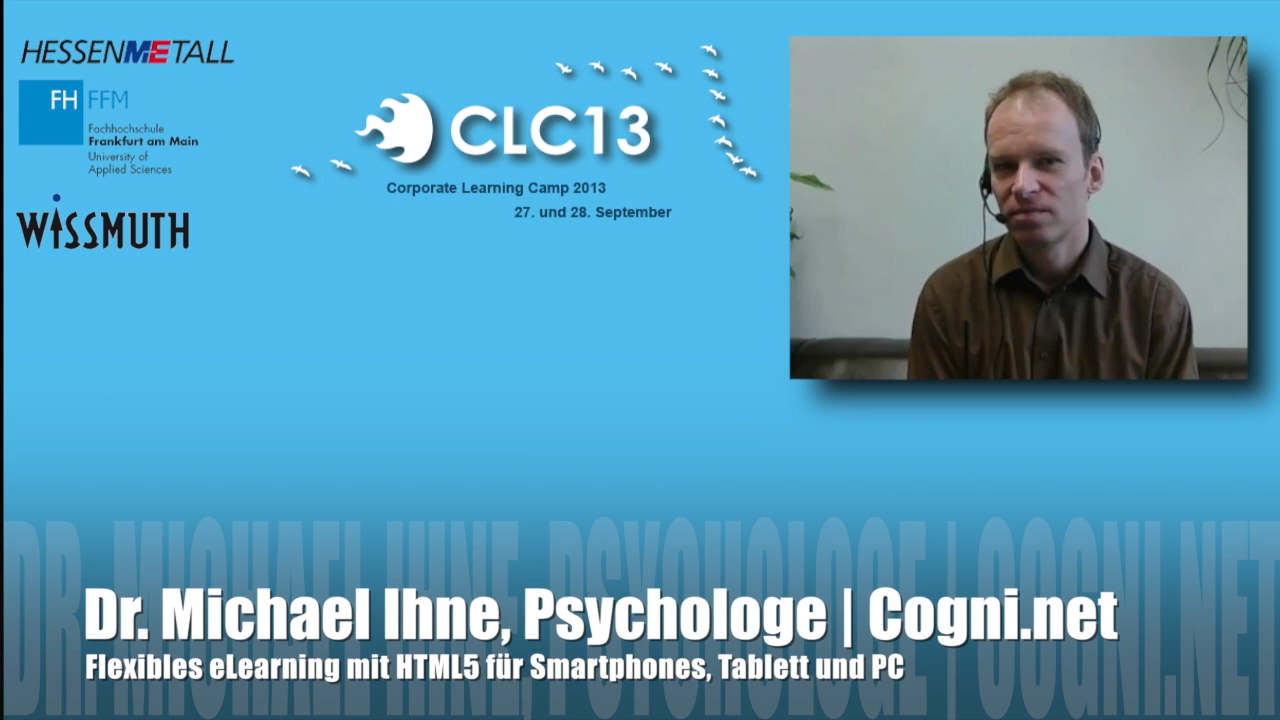 HESSENMETALL
FH FFM
Fachhochschule
Frankfurt am Main
University of
Applied Sciences
WiSSMUTH
CLC13
Corporate Learning Camp 2013
27. und 28. September
DR. MICHAEL IHNE, PSYCHOLOGE | COGNI.NET
Dr. Michael Ihne, Psychologe | Cogni.net
Flexibles eLearning mit HTML5 für Smartphones, Tablett und PC